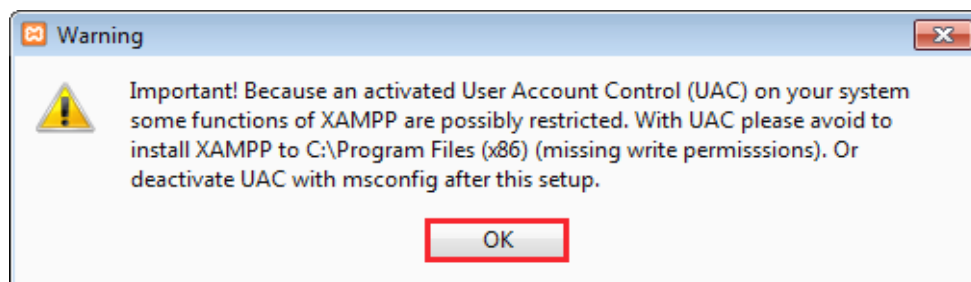 Warning
Important! Because an activated User Account Control (UAC) on your system
some functions of XAMPP are possibly restricted. With UAC please avoid to
install XAMPP to C:\Program Files (x86) (missing write permisssions). Or
deactivate UAC with msconfig after this setup.
OK